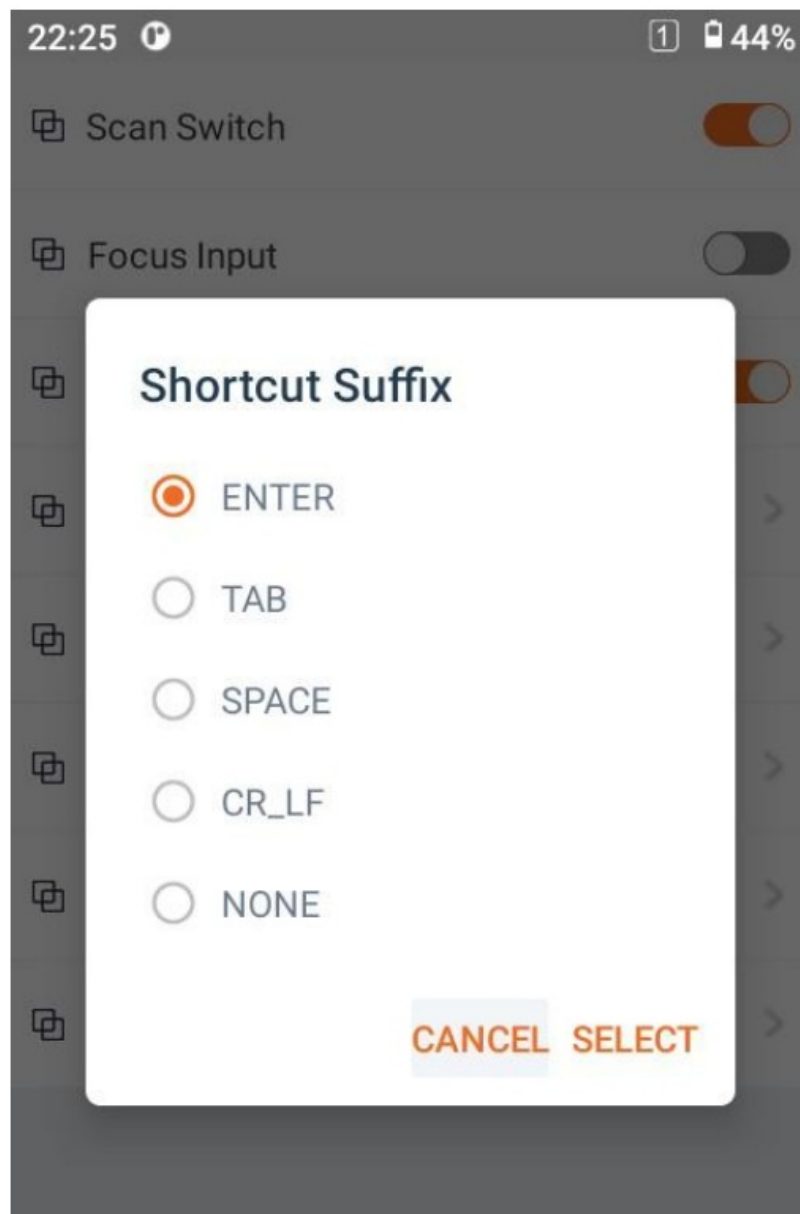 22:25 1 44%
Scan Switch
Focus Input
Shortcut Suffix
ENTER
TAB
SPACE
CR_LF
NONE
CANCEL SELECT